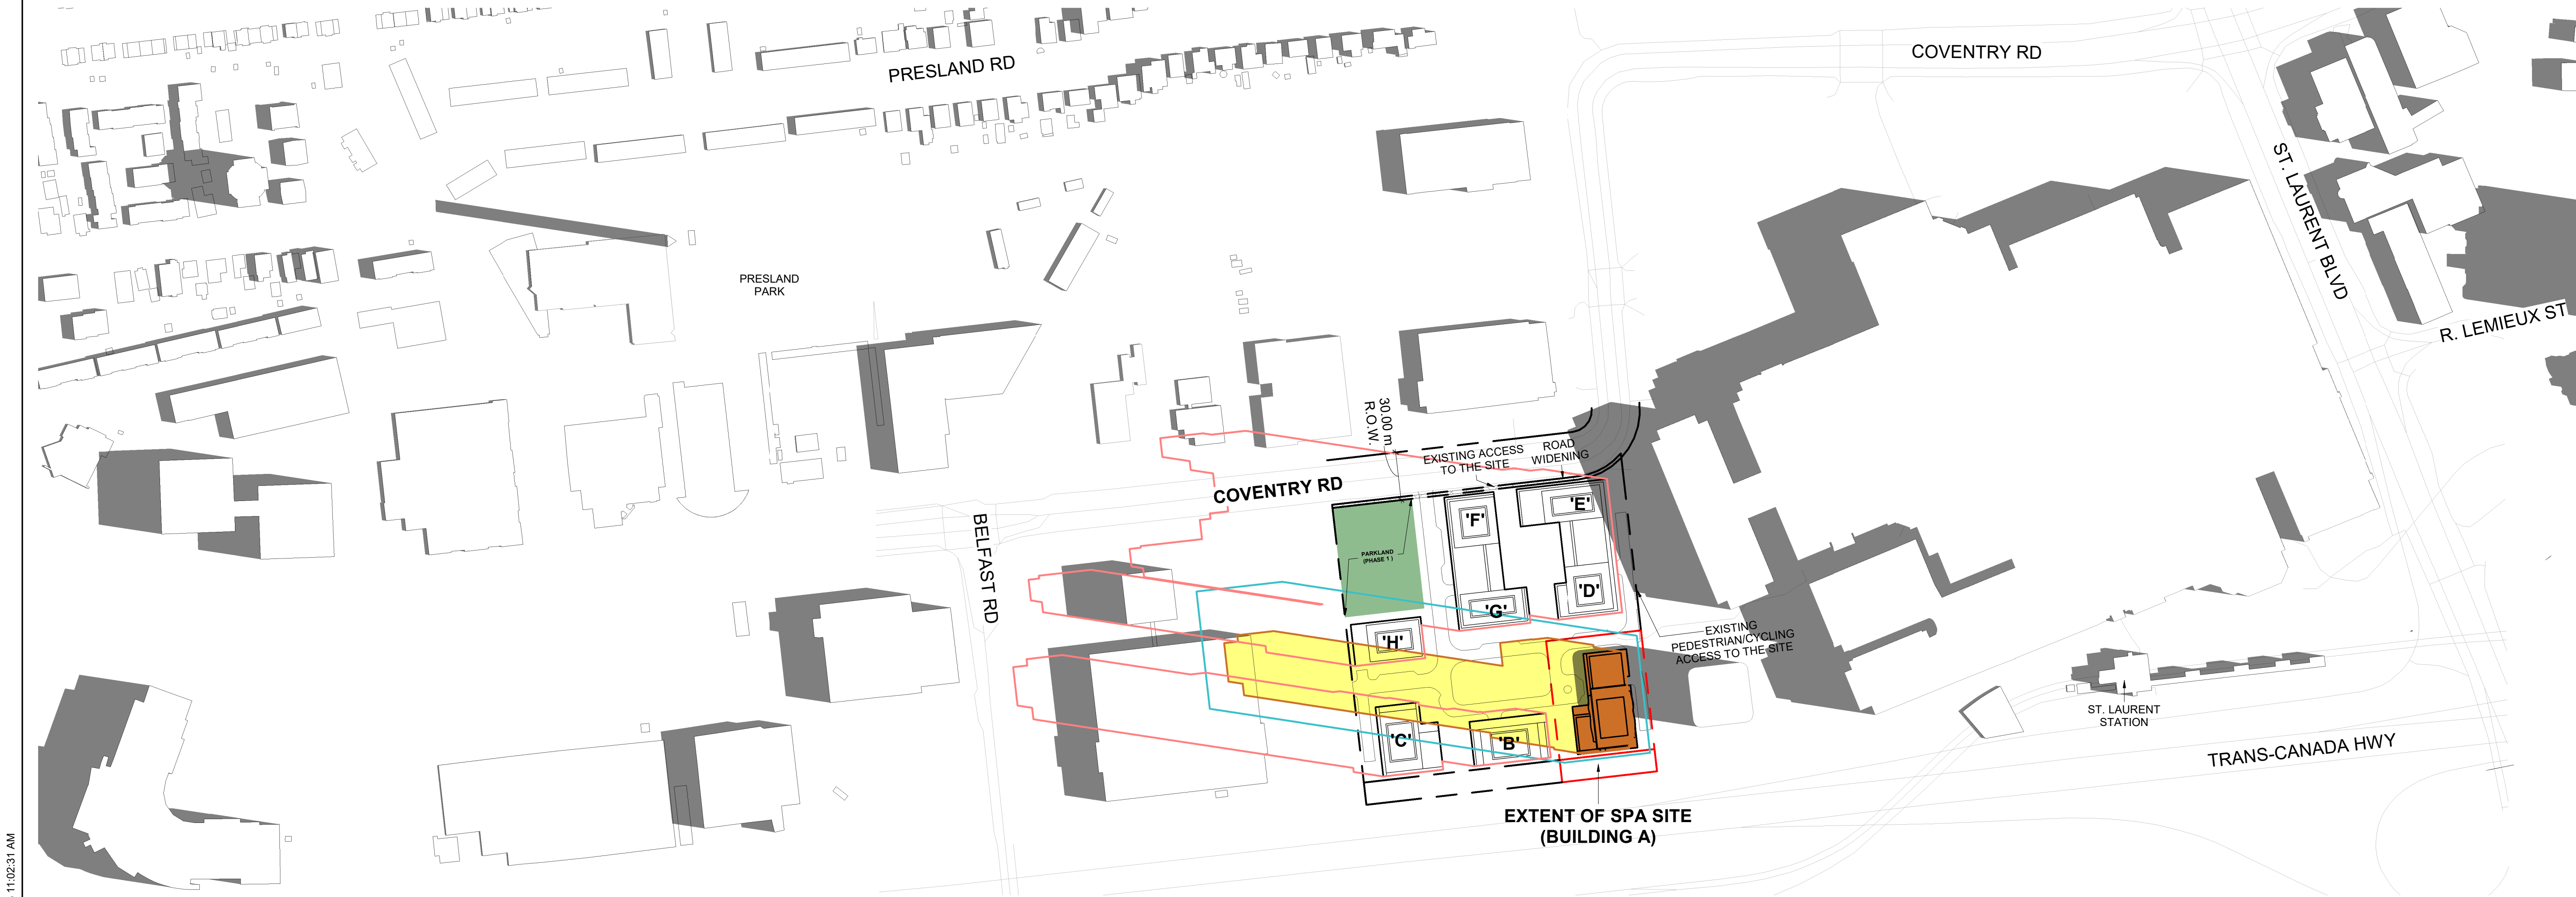 PRESLAND RD
COVENTRY RD
ST. LAURENT BLVD
R. LEMIEUX ST
PRESLAND
PARK
30.000 m
R.O.W.
EXISTING ACCESS
TO THE SITE
ROAD
WIDENING
COVENTRY RD
BELFAST RD
PARKLAND
(PHASE 1 )
'F'
'E'
'D'
'G'
'H'
'C'
'B'
EXISTING
PEDESTRIAN/CYCLING
ACCESS TO THE SITE
ST. LAURENT
STATION
TRANS-CANADA HWY
EXTENT OF SPA SITE
(BUILDING A)
11:02:31 AM